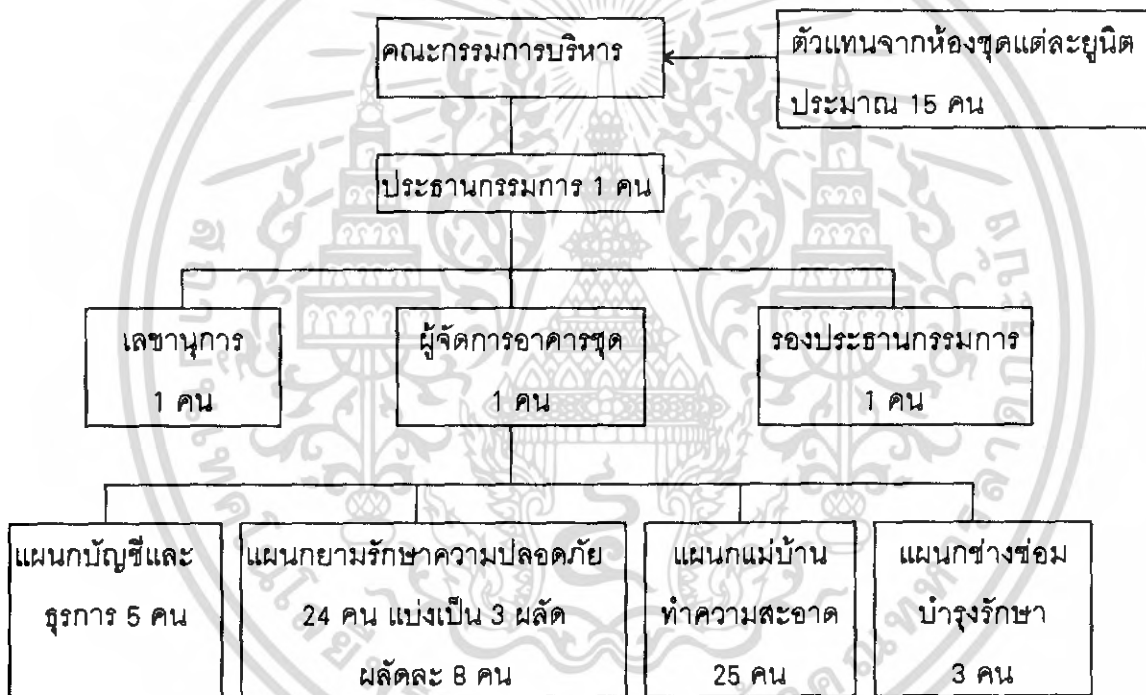 คณะกรรมการบริหาร
ตัวแทนจากห้องชุดแต่ละยูนิต
ประมาณ 15 คน
ประธานกรรมการ 1 คน
เลขานุการ
1 คน
ผู้จัดการอาคารชุด
1 คน
รองประธานกรรมการ
1 คน
แผนกบัญชีและ
ธุรการ 5 คน
แผนกยามรักษาความปลอดภัย
24 คน แบ่งเป็น 3 ผลัด
ผลัดละ 8 คน
แผนกแม่บ้าน
ทำความสะอาด
25 คน
แผนกช่างซ่อม
บำรุงรักษา
3 คน